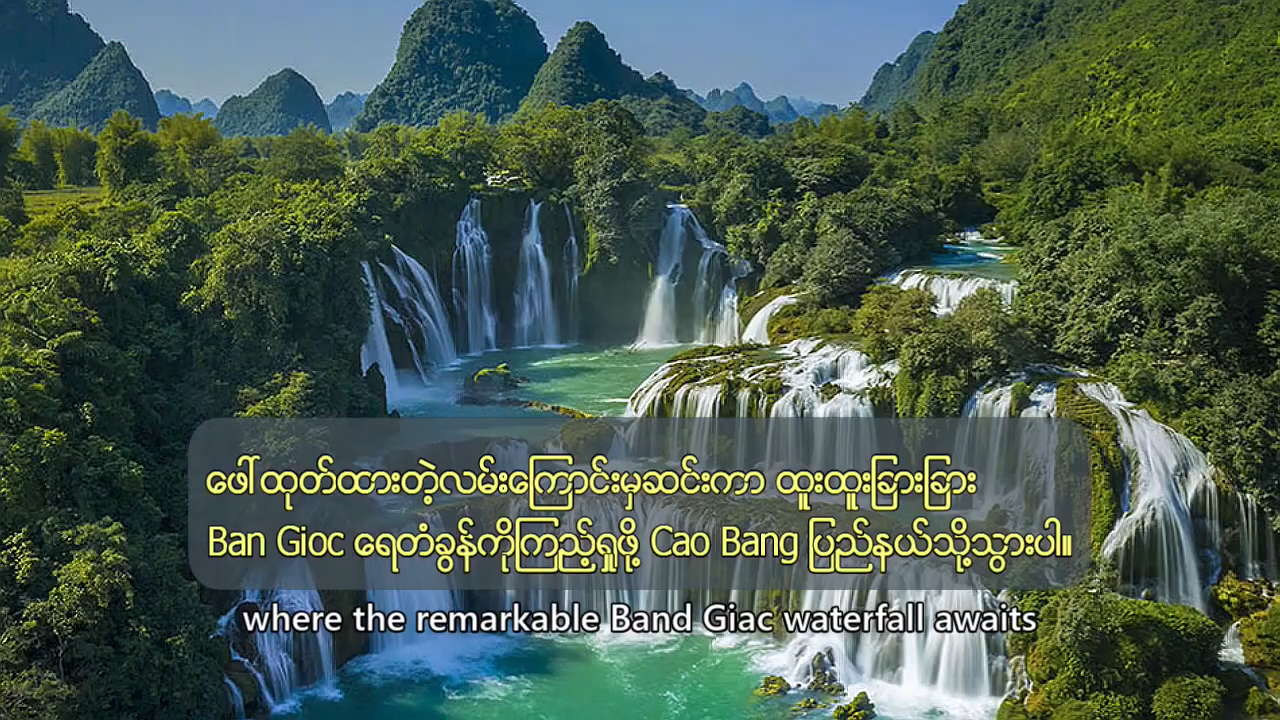 ဖေါ်ထုတ်ထားတဲ့လမ်းကြောင်းမှဆင်းကာ ထူးထူးခြားခြား
Ban Gioc ရေတံခွန်ကိုကြည့်ရှုဖို့ Cao Bang ပြည်နယ်သို့သွားပါ။
where the remarkable Band Giac waterfall awaits